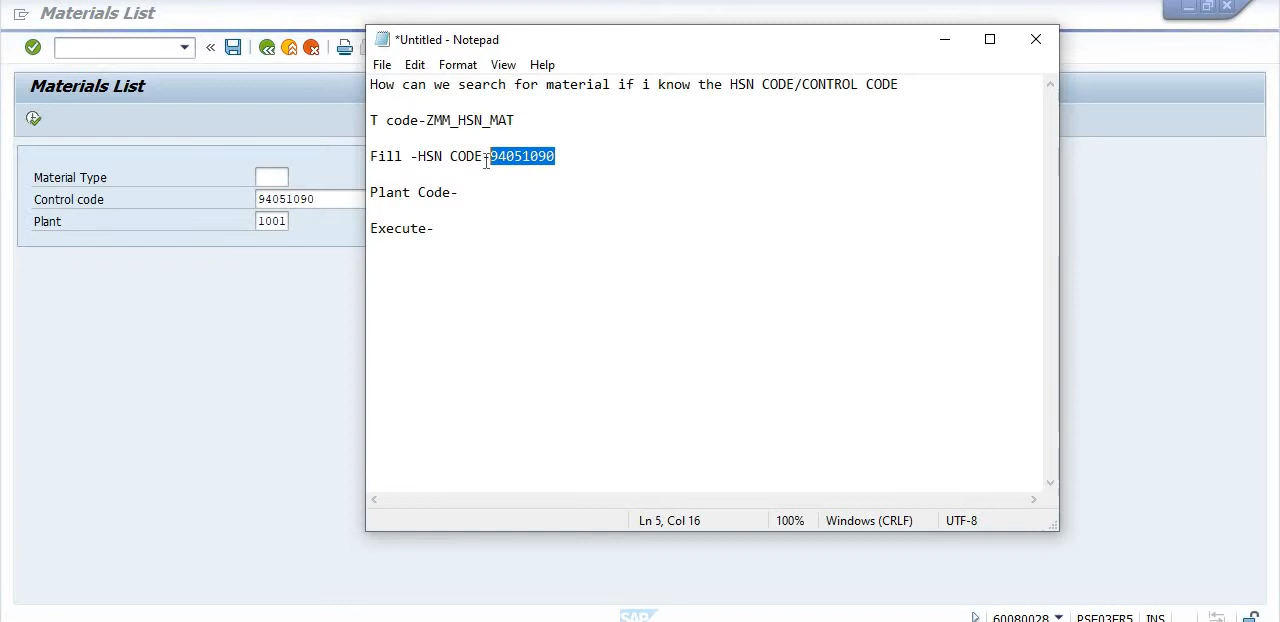 Materials List
*Untitled - Notepad
File Edit Format View Help
Materials List
How can we search for material if i know the HSN CODE/CONTROL CODE
T code-ZMM_HSN_MAT
Fill -HSN CODE-94051090
Plant Code-
Execute-
Material Type
Control code 94051090
Plant 1001
Ln 5, Col 16 100% Windows (CRLF) UTF-8
SAP 60080028 PSE03ER5 INS